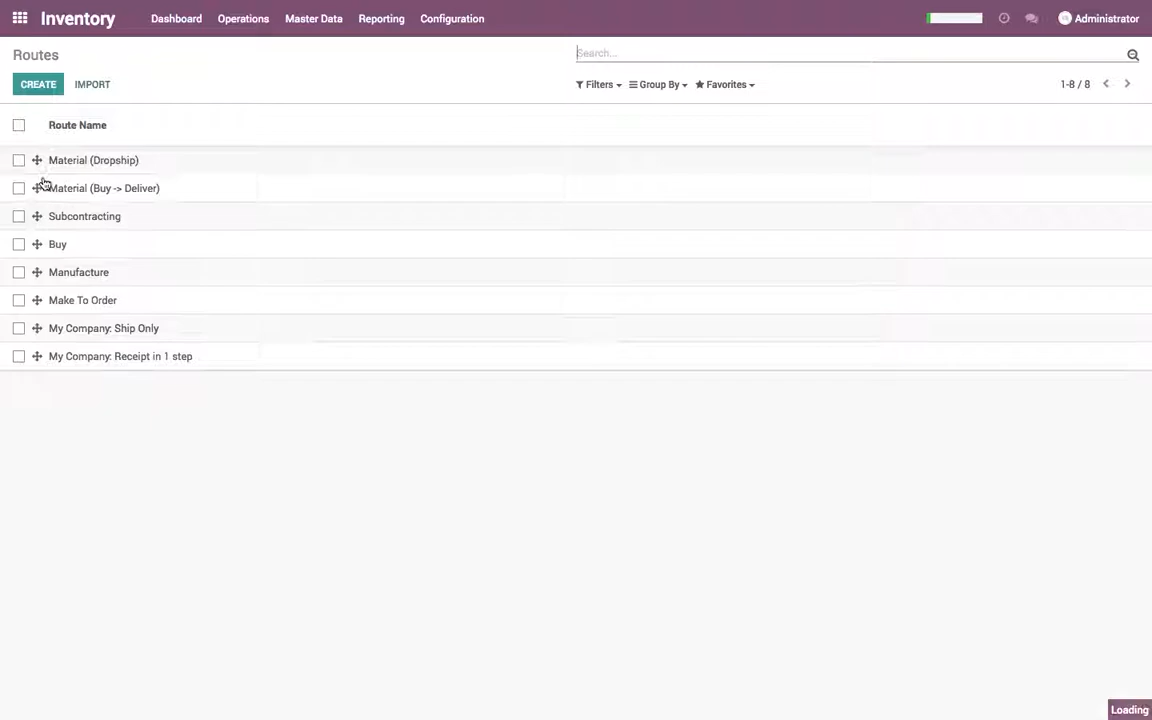 Inventory Dashboard Operations Master Data Reporting Configuration Administrator
Routes Search...
CREATE IMPORT Filters Group By Favorites 1-8 / 8
Route Name
Material (Dropship)
Material (Buy -> Deliver)
Subcontracting
Buy
Manufacture
Make To Order
My Company: Ship Only
My Company: Receipt in 1 step
Loading